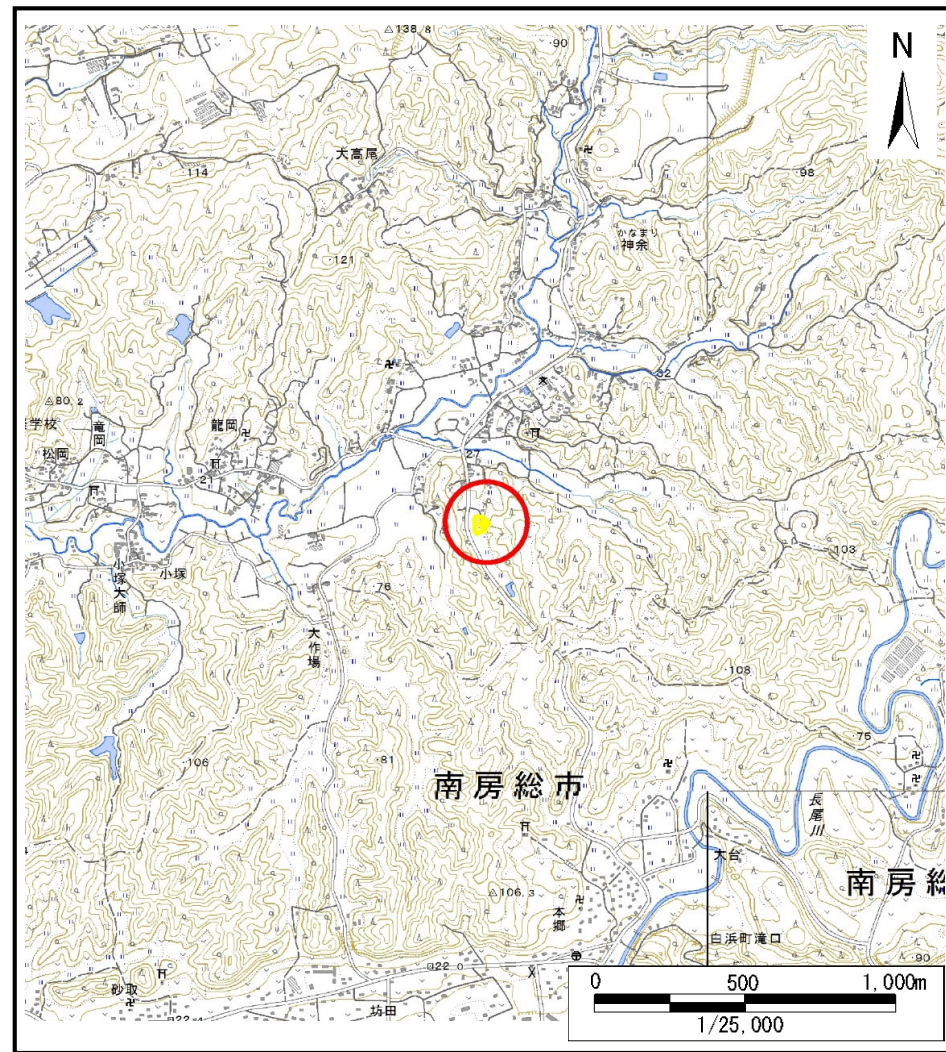 138.8
90
N
大高尾
114
98
かなまり
神余
121
32
80.2
学校
竜岡
龍岡
松岡
21
27
103
小塚大師
小塚
76
大作場
108
75
106
81
南房総市
長尾川
大台
南房総
106.3
本郷
白浜町滝口
90
22.0
砂取
22.4
坊田
0 500 1,000m
1/25,000